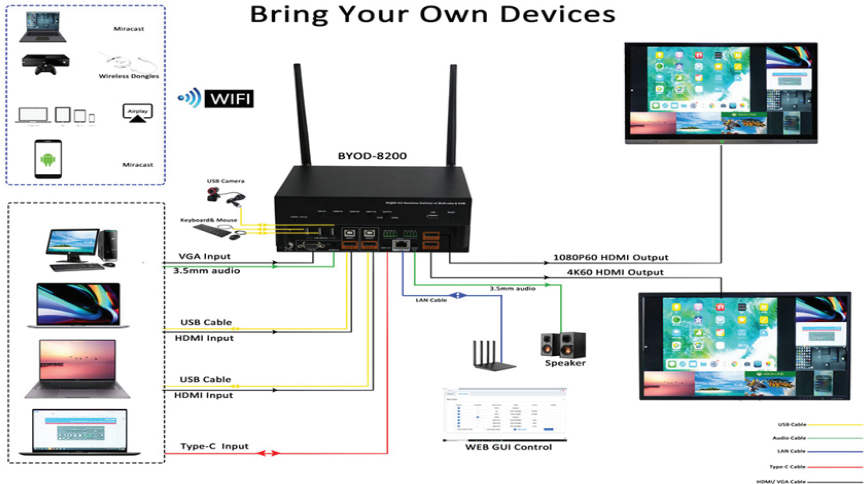 Bring Your Own Devices
Miracast
Wireless Dongles
Airplay
Miracast
WIFI
BYOD-8200
USB Camera
Keyboard& Mouse
VGA Input
3.5mm audio
USB Cable
HDMI Input
USB Cable
HDMI Input
Type-C Input
1080P60 HDMI Output
4K60 HDMI Output
3.5mm audio
LAN Cable
Speaker
WEB GUI Control
USB Cable
Audio Cable
LAN Cable
Type-C Cable
HDMI/ VGA Cable